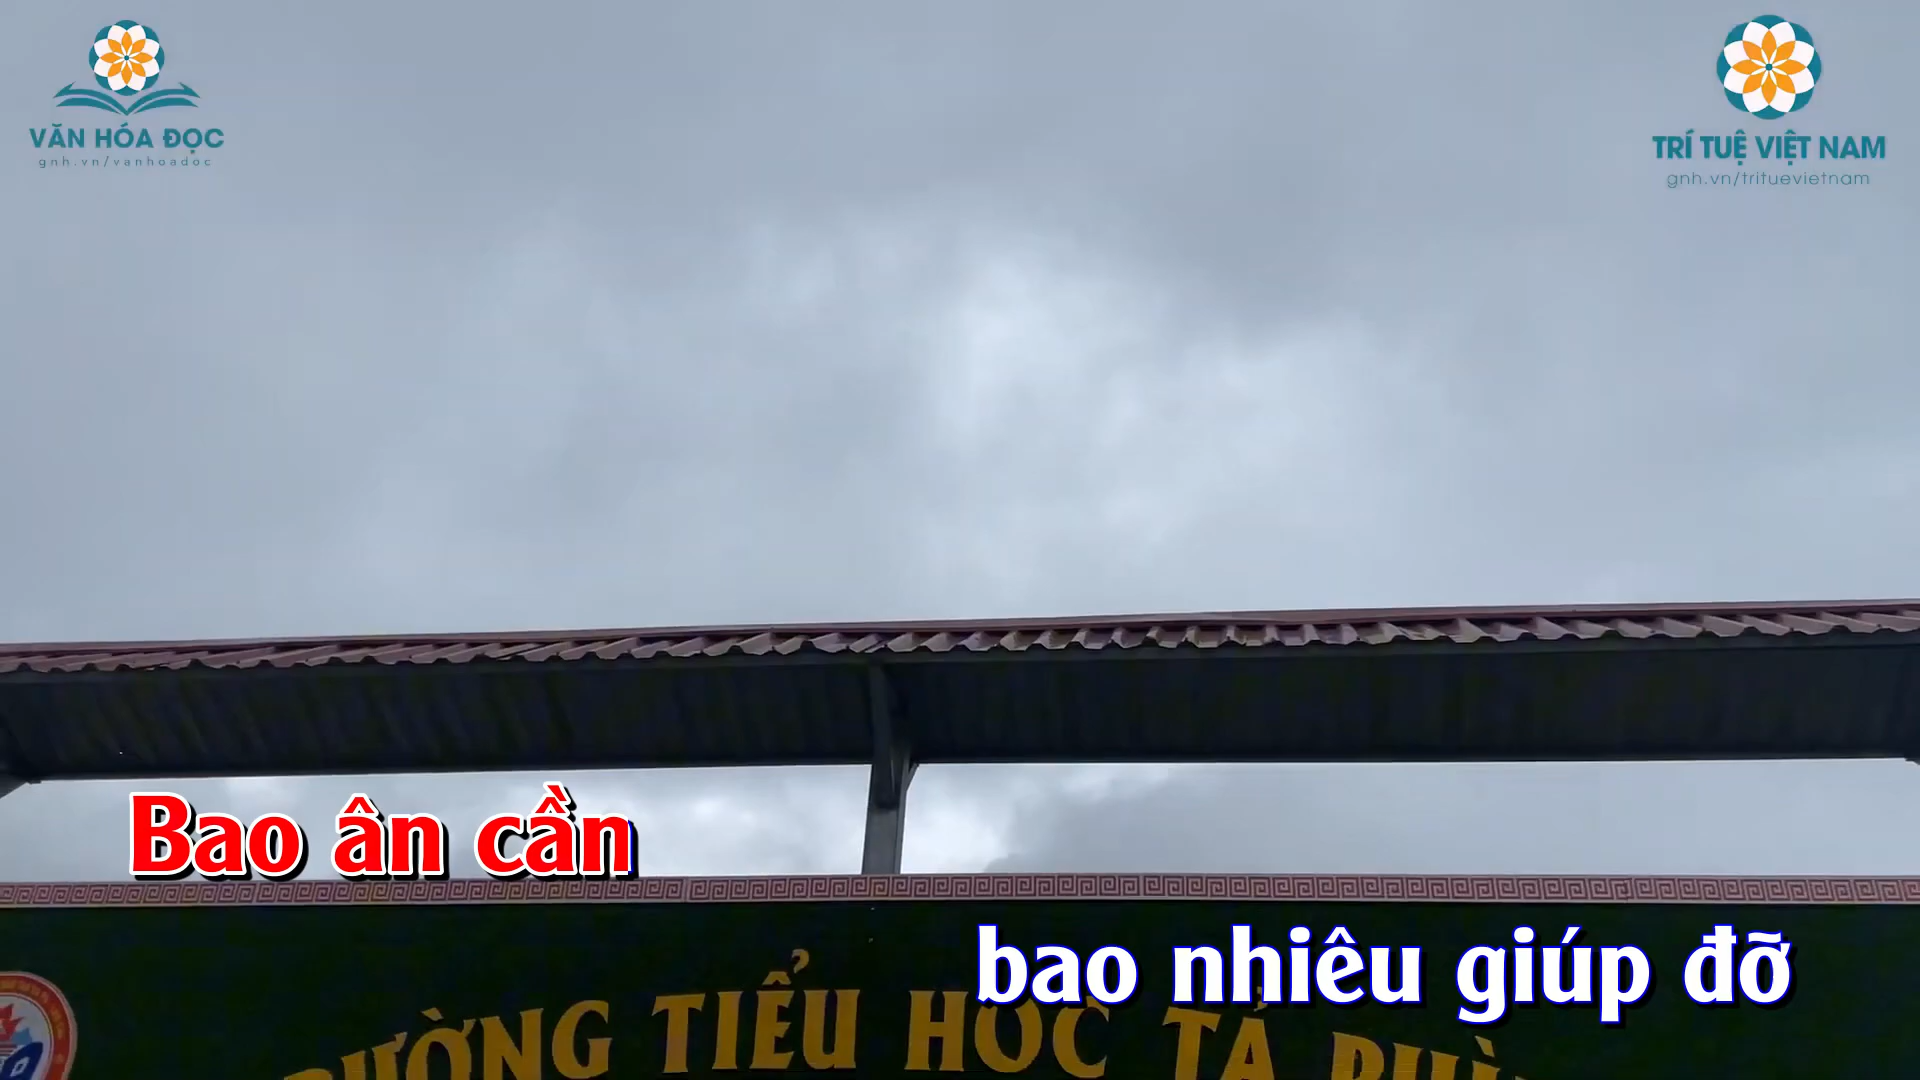 VĂN HÓA ĐỌC
gnh.vn/vanhoadoc
TRÍ TUỆ VIỆT NAM
gnh.vn/trituevietnam
Bao ân cần
bao nhiêu giúp đỡ
TIỂU HỌC TẢ